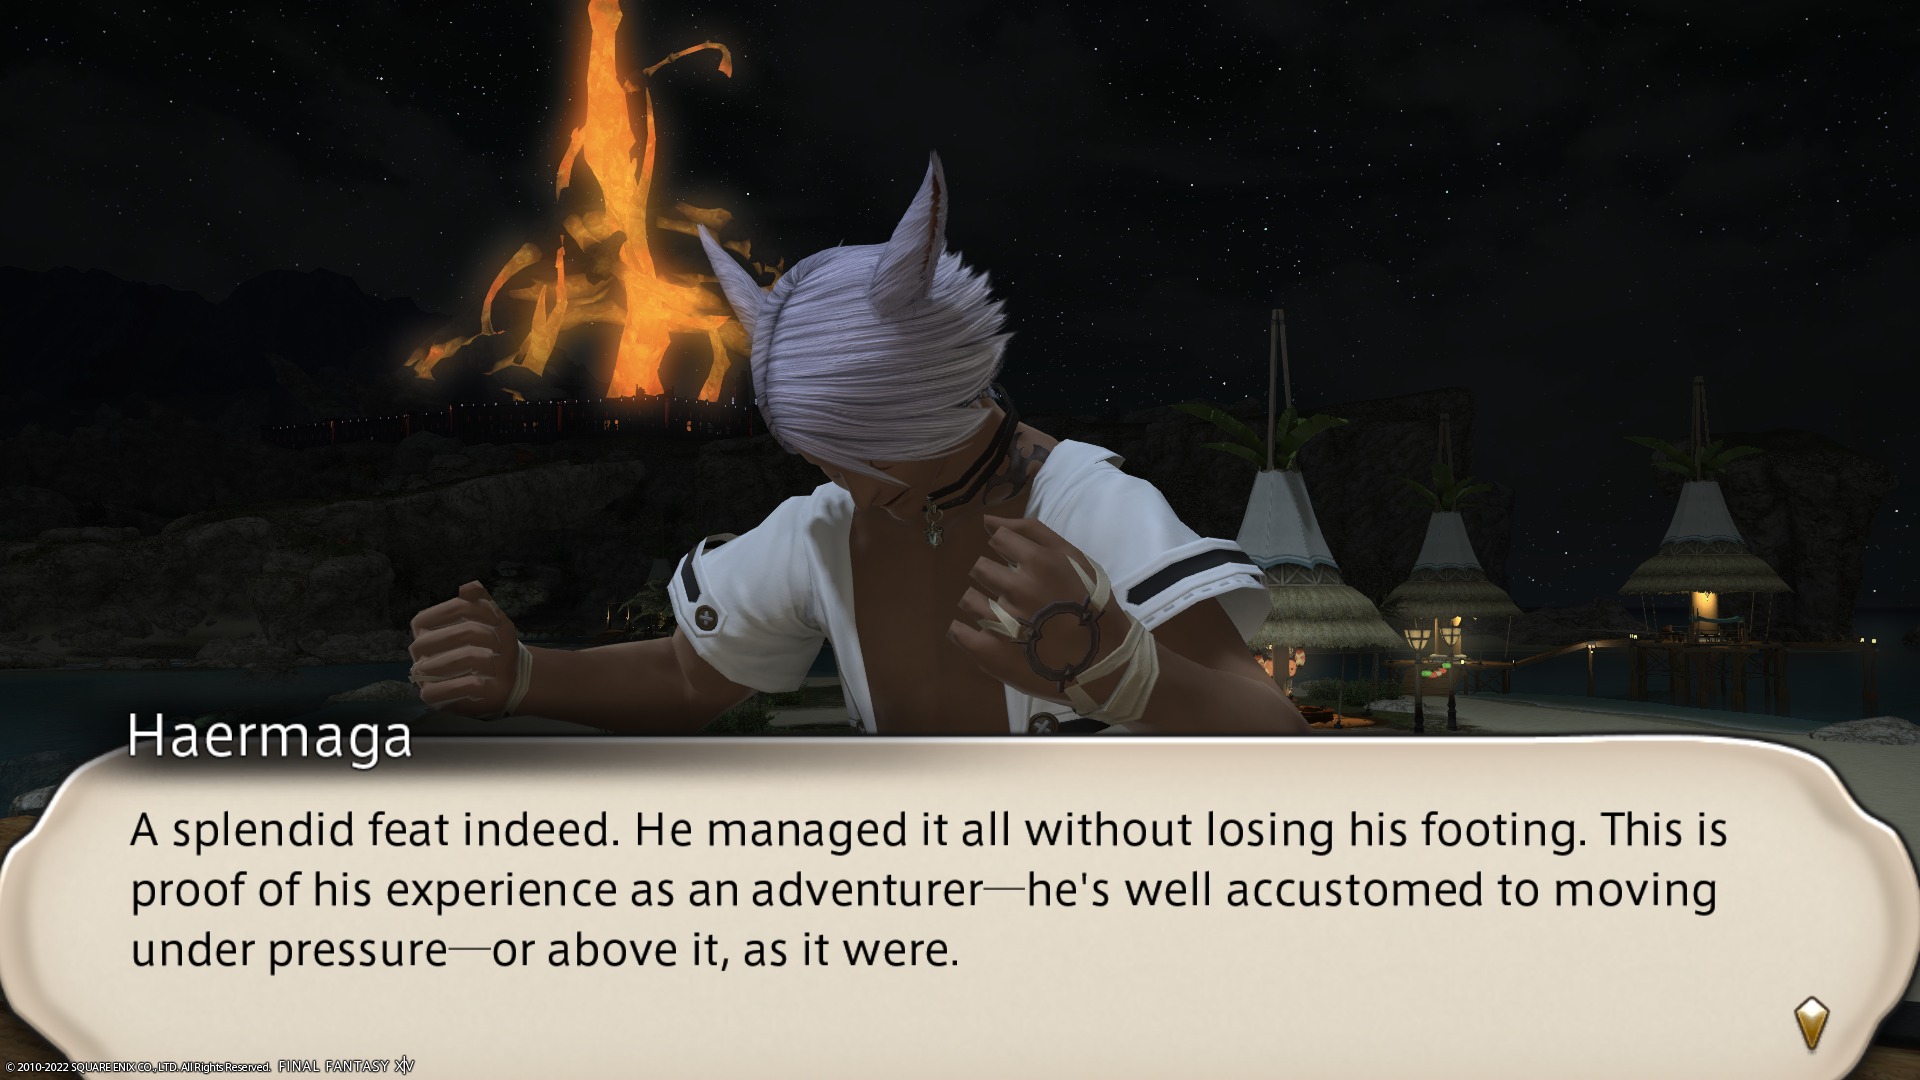 Haermaga
A splendid feat indeed. He managed it all without losing his footing. This is
proof of his experience as an adventurer—he's well accustomed to moving
under pressure—or above it, as it were.
© 2010-2022 SQUARE ENIX CO., LTD. All Rights Reserved. FINAL FANTASY XIV